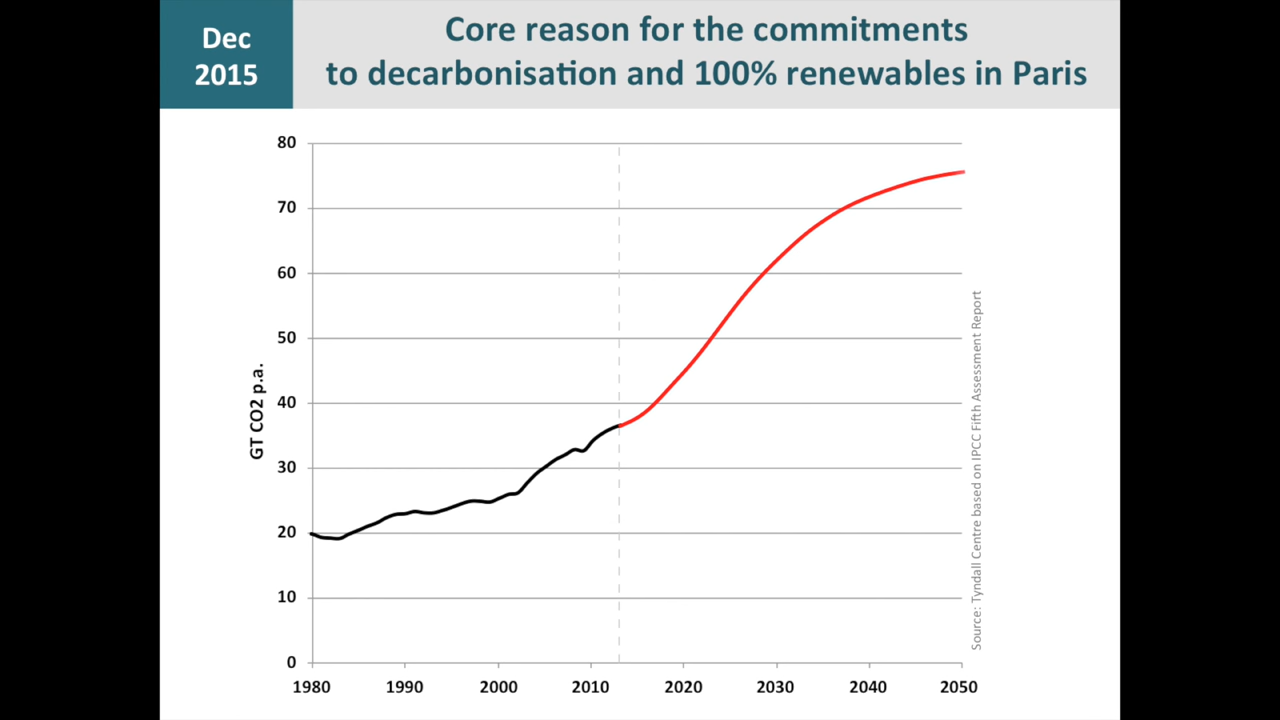 Dec
2015
Core reason for the commitments
to decarbonisation and 100% renewables in Paris
80
70
60
50
40
30
20
10
0
GT CO2 p.a.
1980 1990 2000 2010 2020 2030 2040 2050
Source: Tyndall Centre based on IPCC Fifth Assessment Report